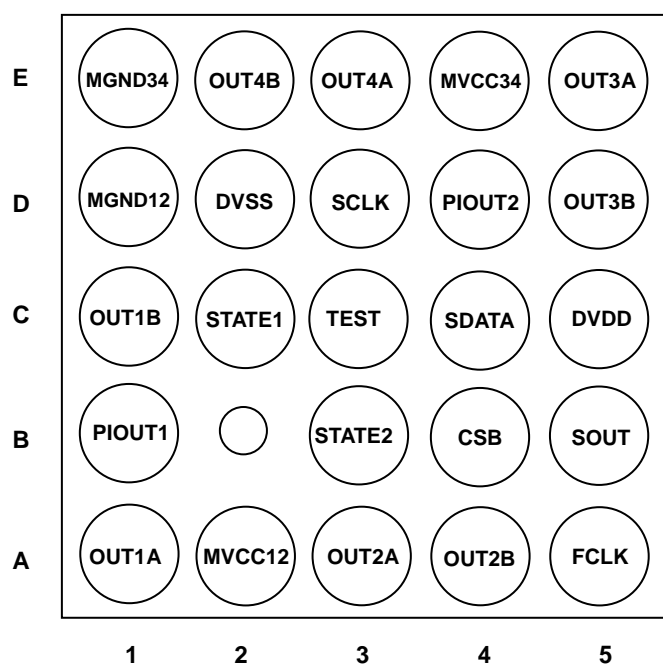 E MGND34 OUT4B OUT4A MVCC34 OUT3A
D MGND12 DVSS SCLK PIOUT2 OUT3B
C OUT1B STATE1 TEST SDATA DVDD
B PIOUT1 STATE2 CSB SOUT
A OUT1A MVCC12 OUT2A OUT2B FCLK
1 2 3 4 5